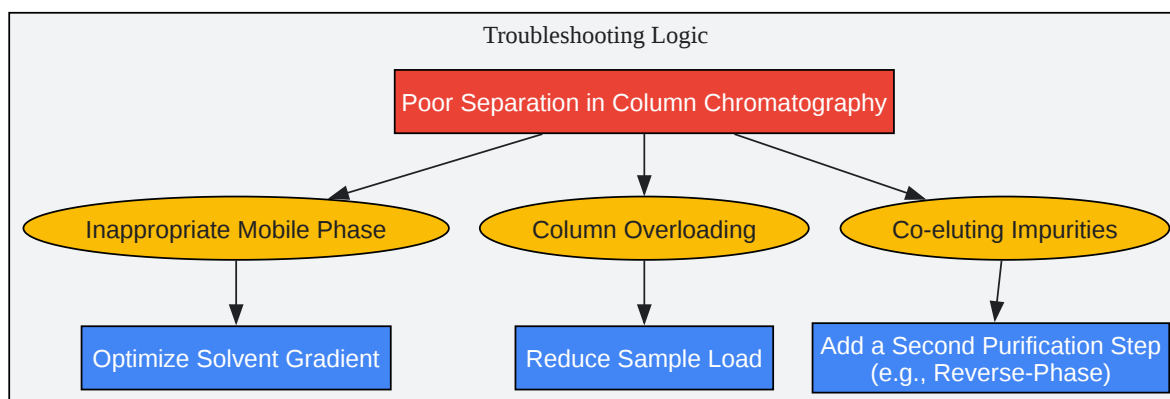 Troubleshooting Logic
Poor Separation in Column Chromatography
Inappropriate Mobile Phase
Column Overloading
Co-eluting Impurities
Optimize Solvent Gradient
Reduce Sample Load
Add a Second Purification Step
(e.g., Reverse-Phase)